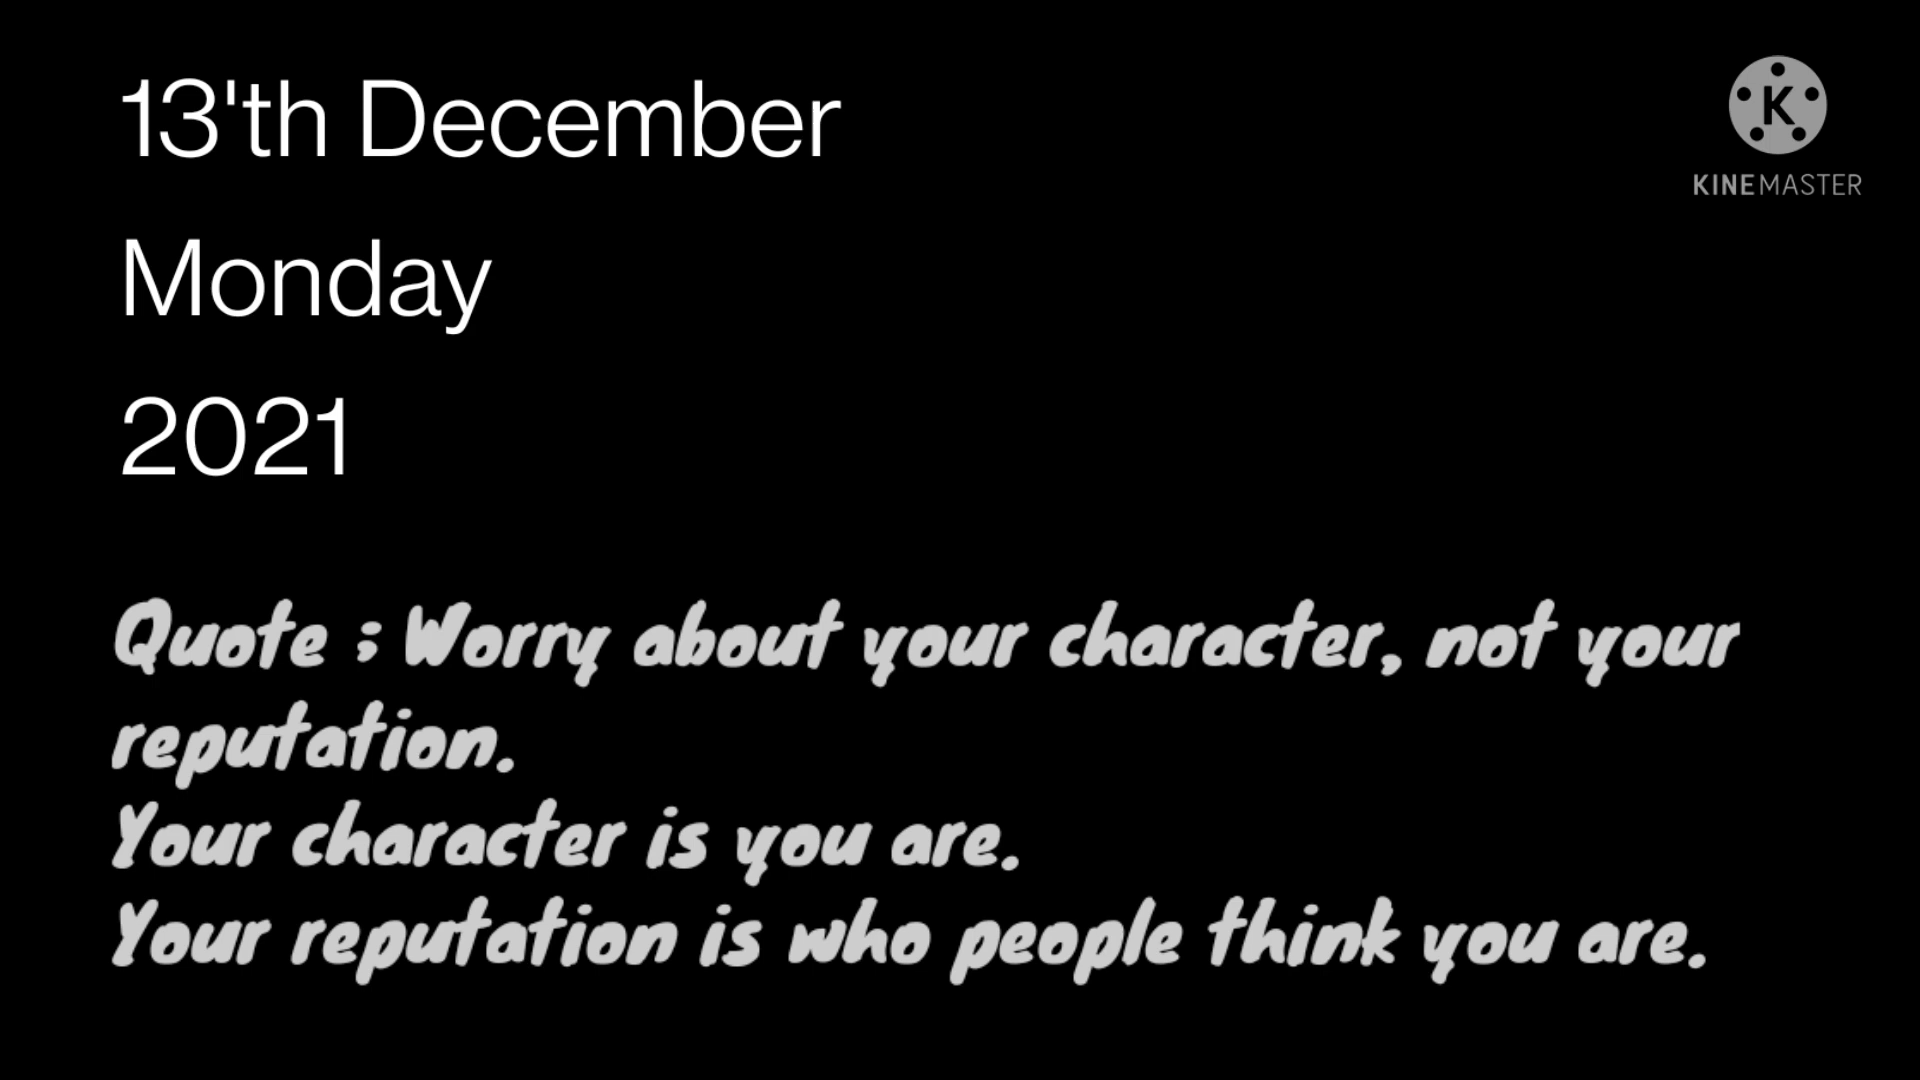 13'th December
K
KINEMASTER
Monday
2021
Quote ; Worry about your character, not your
reputation.
Your character is you are.
Your reputation is who people think you are.